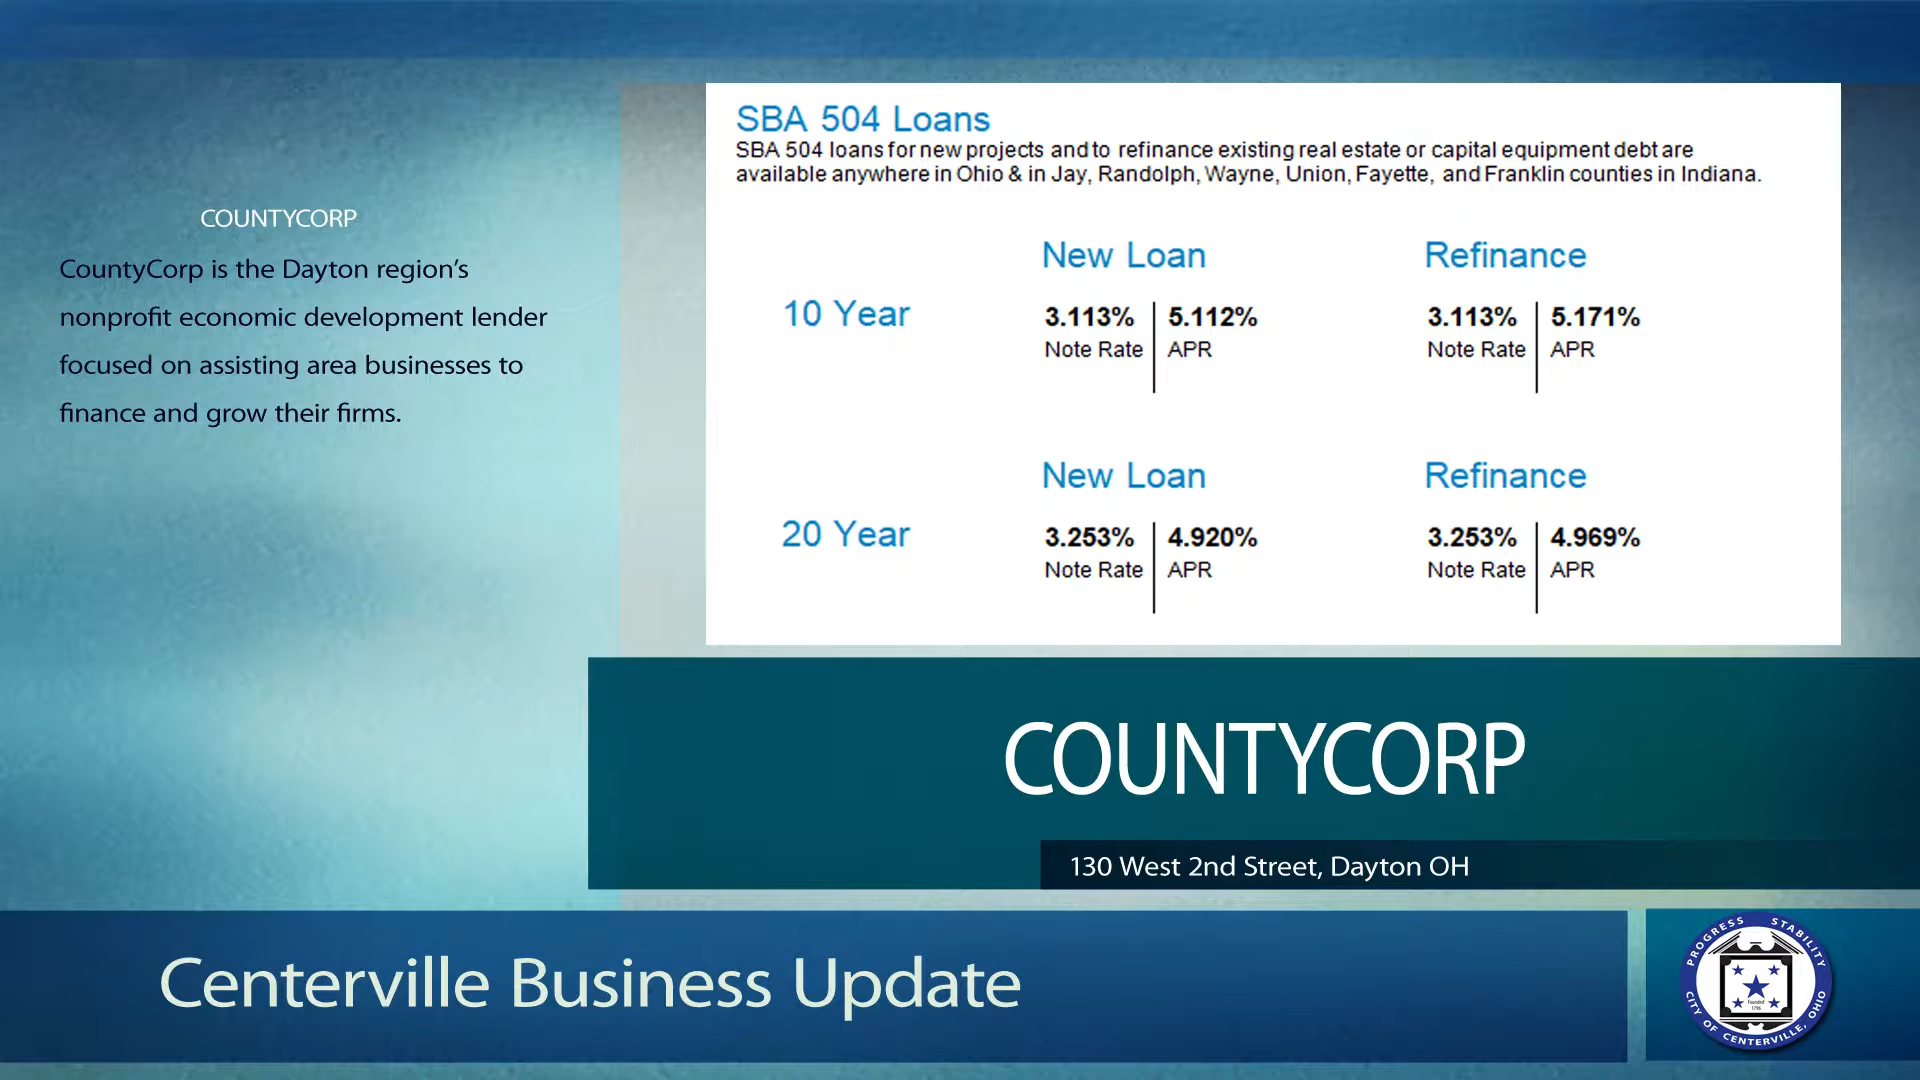 COUNTYCORP
CountyCorp is the Dayton region’s
nonprofit economic development lender
focused on assisting area businesses to
finance and grow their firms.
SBA 504 Loans
SBA 504 loans for new projects and to refinance existing real estate or capital equipment debt are
available anywhere in Ohio & in Jay, Randolph, Wayne, Union, Fayette, and Franklin counties in Indiana.
New Loan Refinance
10 Year 3.113% 5.112% 3.113% 5.171%
Note Rate APR Note Rate APR
New Loan Refinance
20 Year 3.253% 4.920% 3.253% 4.969%
Note Rate APR Note Rate APR
COUNTYCORP
130 West 2nd Street, Dayton OH
Centerville Business Update
PROGRESS STABILITY
Founded
1796
CITY OF CENTERVILLE, OHIO